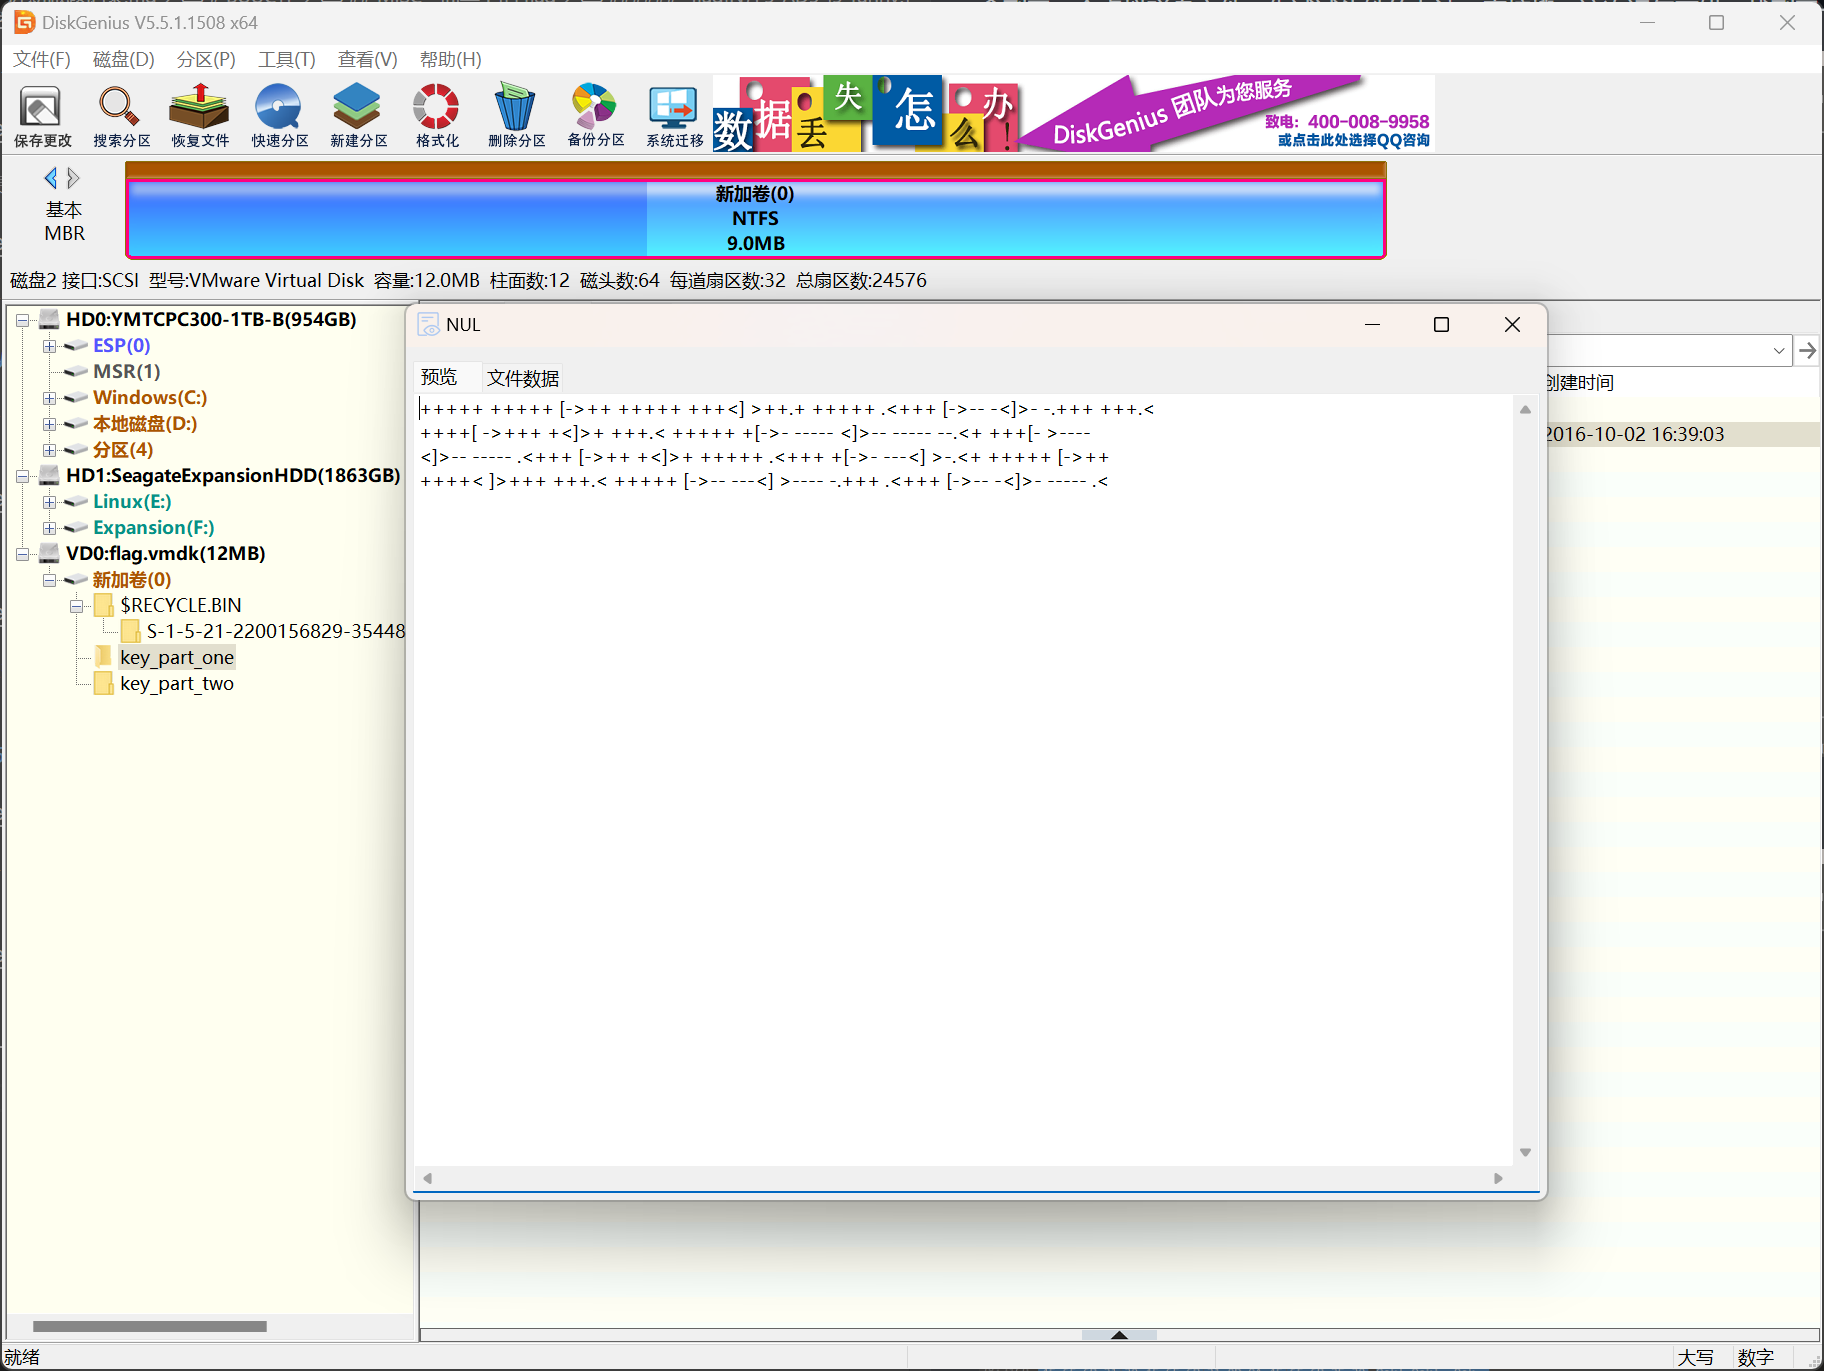 DiskGenius V5.5.1.1508 x64
文件(F) 磁盘(D) 分区(P) 工具(T) 查看(V) 帮助(H)
保存更改 搜索分区 恢复文件 快速分区 新建分区 格式化 删除分区 备份分区 系统迁移
数据丢失怎么办!
DiskGenius 团队为您服务
致电：400-008-9958
或点击此处选择QQ咨询
基本
MBR
新加卷(0)
NTFS
9.0MB
磁盘2 接口:SCSI 型号:VMware Virtual Disk 容量:12.0MB 柱面数:12 磁头数:64 每道扇区数:32 总扇区数:24576
HD0:YMTCPC300-1TB-B(954GB)
ESP(0)
MSR(1)
Windows(C:)
本地磁盘(D:)
分区(4)
HD1:SeagateExpansionHDD(1863GB)
Linux(E:)
Expansion(F:)
VD0:flag.vmdk(12MB)
新加卷(0)
$RECYCLE.BIN
S-1-5-21-2200156829-35448
key_part_one
key_part_two
NUL
预览 文件数据
+++++ +++++ [->++ +++++ +++<] >++.+ +++++ .<+++ [->-- -<]>- -.+++ +++.<
++++[ ->+++ +<]>+ +++.< +++++ +[->- ----- <]>-- ----- --.<+ +++[- >----
<]>-- ----- .<+++ [->++ +<]>+ +++++ .<+++ +[->- ---<] >-.<+ +++++ [->++
++++< ]>+++ +++.< +++++ [->-- ---<] >---- -.+++ .<+++ [->-- -<]>- ----- .<
创建时间
2016-10-02 16:39:03
就绪
大写 数字